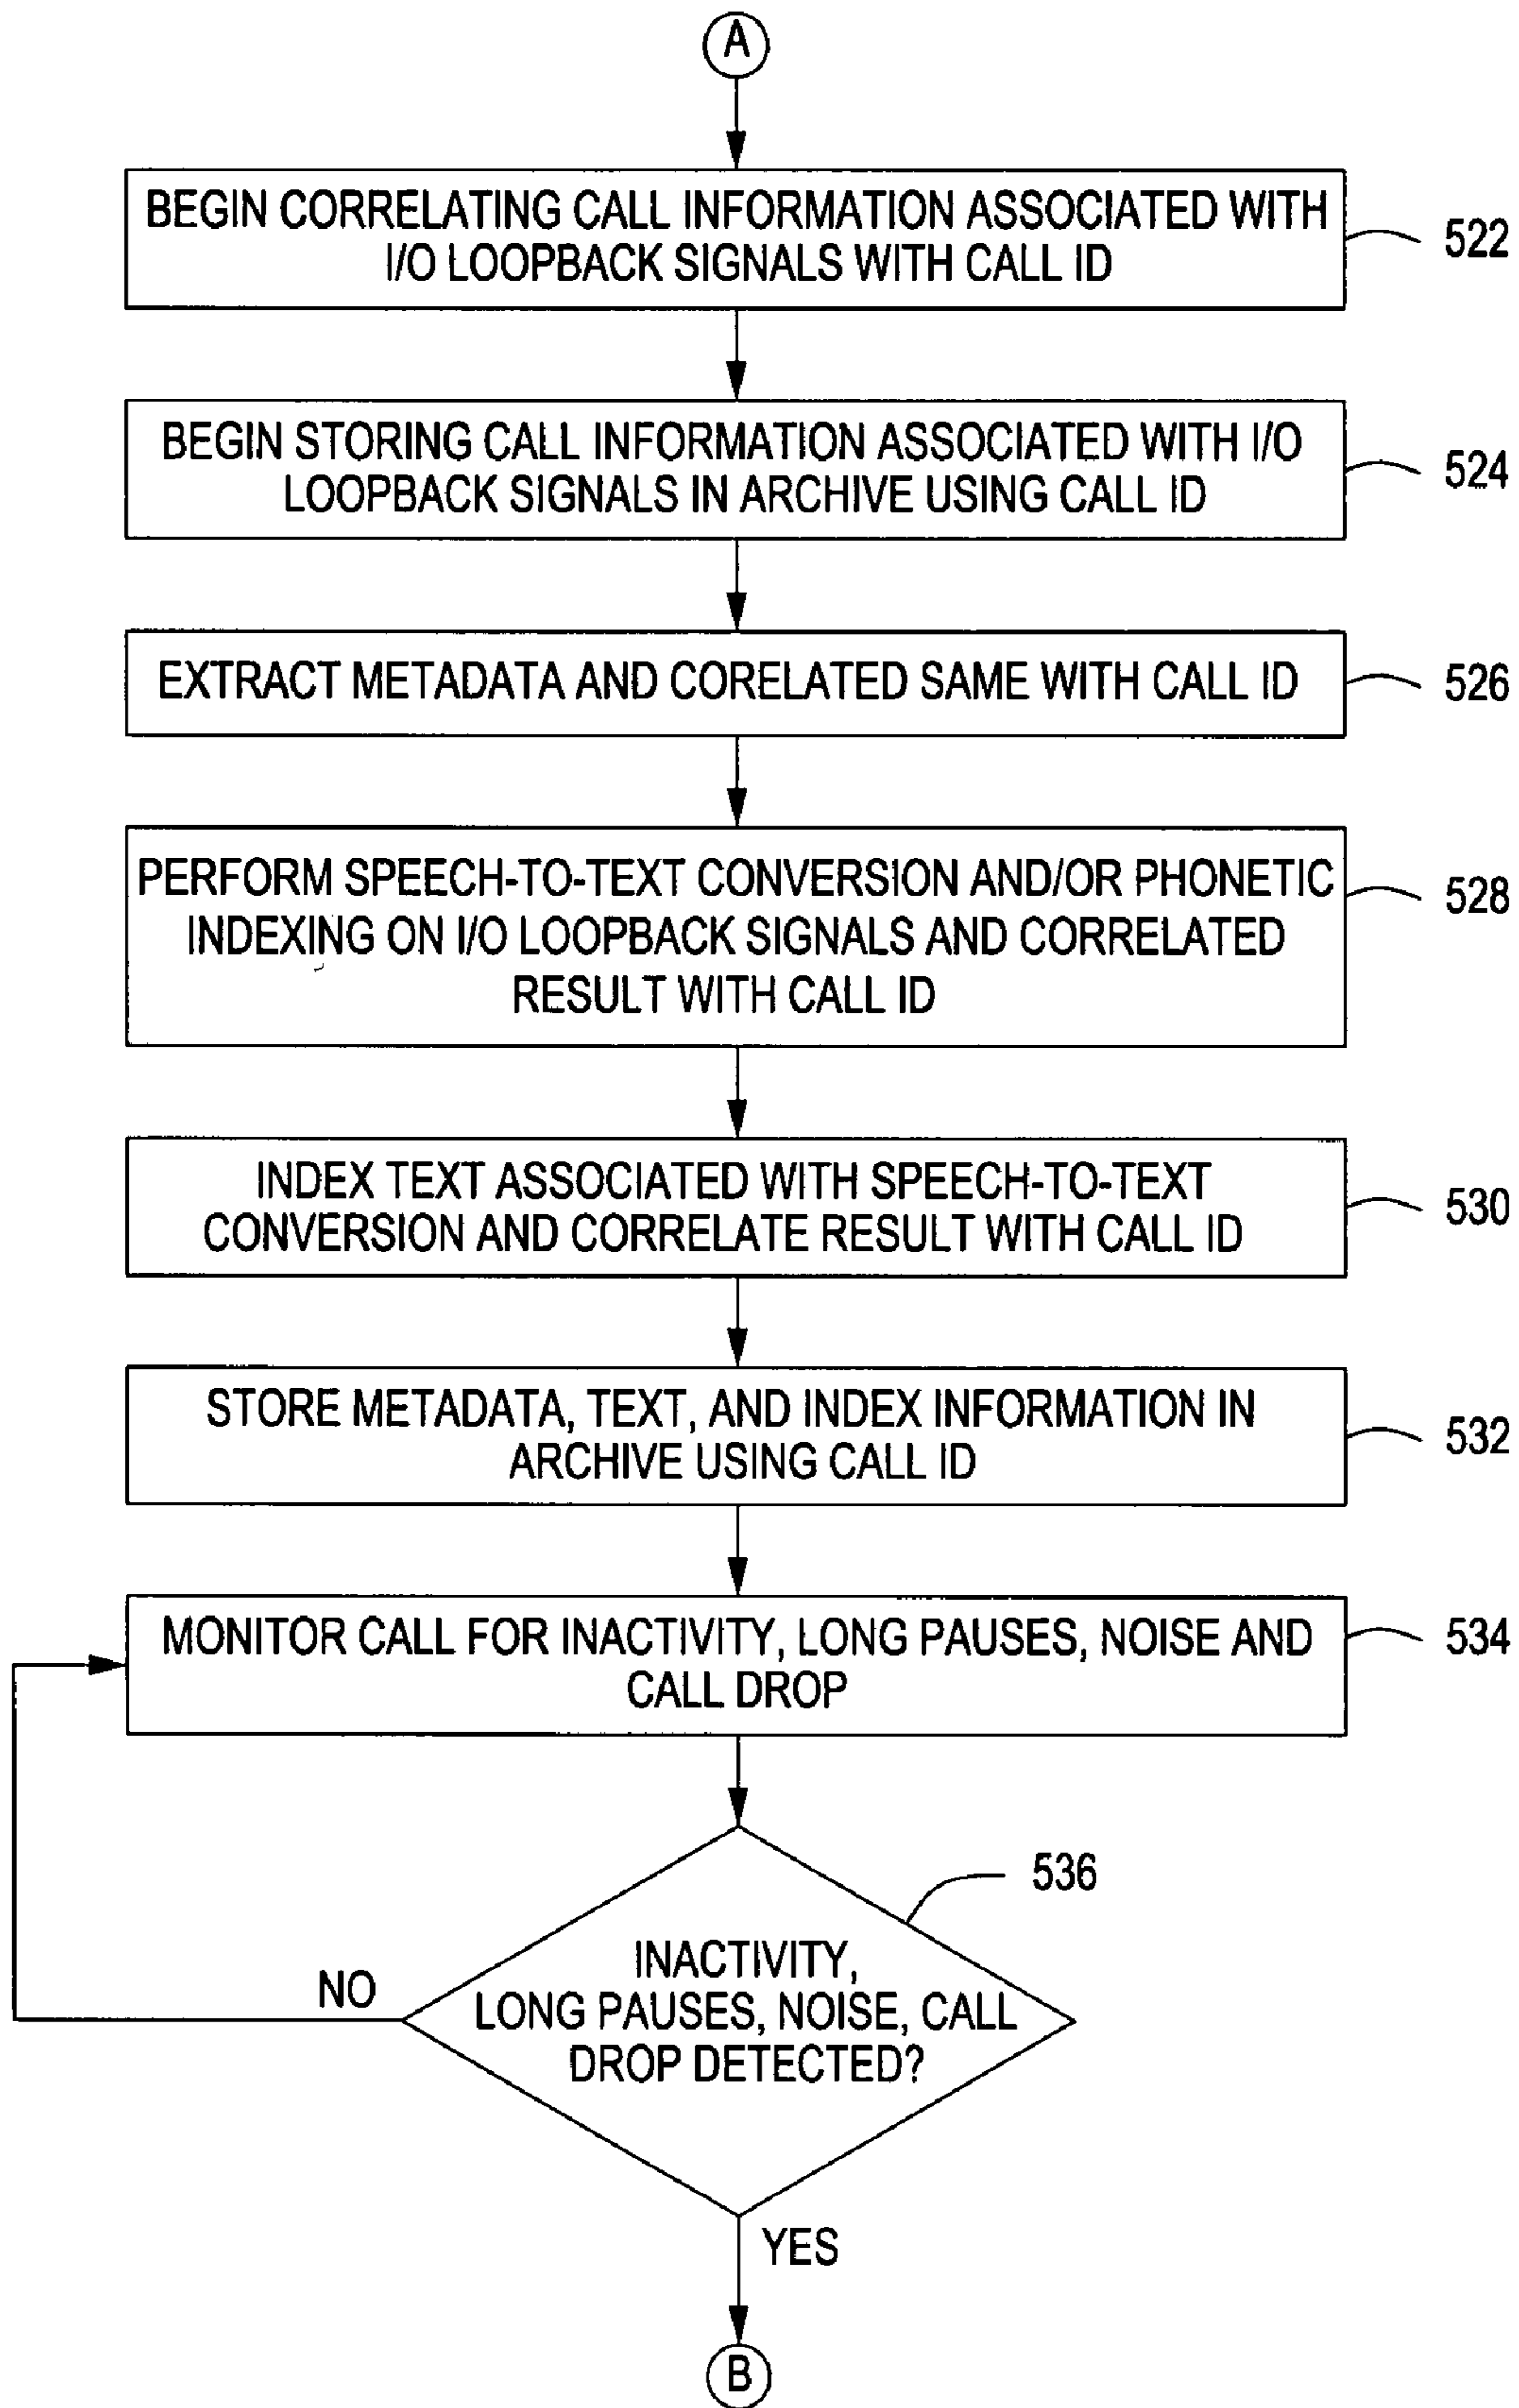 A
BEGIN CORRELATING CALL INFORMATION ASSOCIATED WITH
I/O LOOPBACK SIGNALS WITH CALL ID
522
BEGIN STORING CALL INFORMATION ASSOCIATED WITH I/O
LOOPBACK SIGNALS IN ARCHIVE USING CALL ID
524
EXTRACT METADATA AND CORELATED SAME WITH CALL ID
526
PERFORM SPEECH-TO-TEXT CONVERSION AND/OR PHONETIC
INDEXING ON I/O LOOPBACK SIGNALS AND CORRELATED
RESULT WITH CALL ID
528
INDEX TEXT ASSOCIATED WITH SPEECH-TO-TEXT
CONVERSION AND CORRELATE RESULT WITH CALL ID
530
STORE METADATA, TEXT, AND INDEX INFORMATION IN
ARCHIVE USING CALL ID
532
MONITOR CALL FOR INACTIVITY, LONG PAUSES, NOISE AND
CALL DROP
534
536
INACTIVITY,
LONG PAUSES, NOISE, CALL
DROP DETECTED?
NO
YES
B